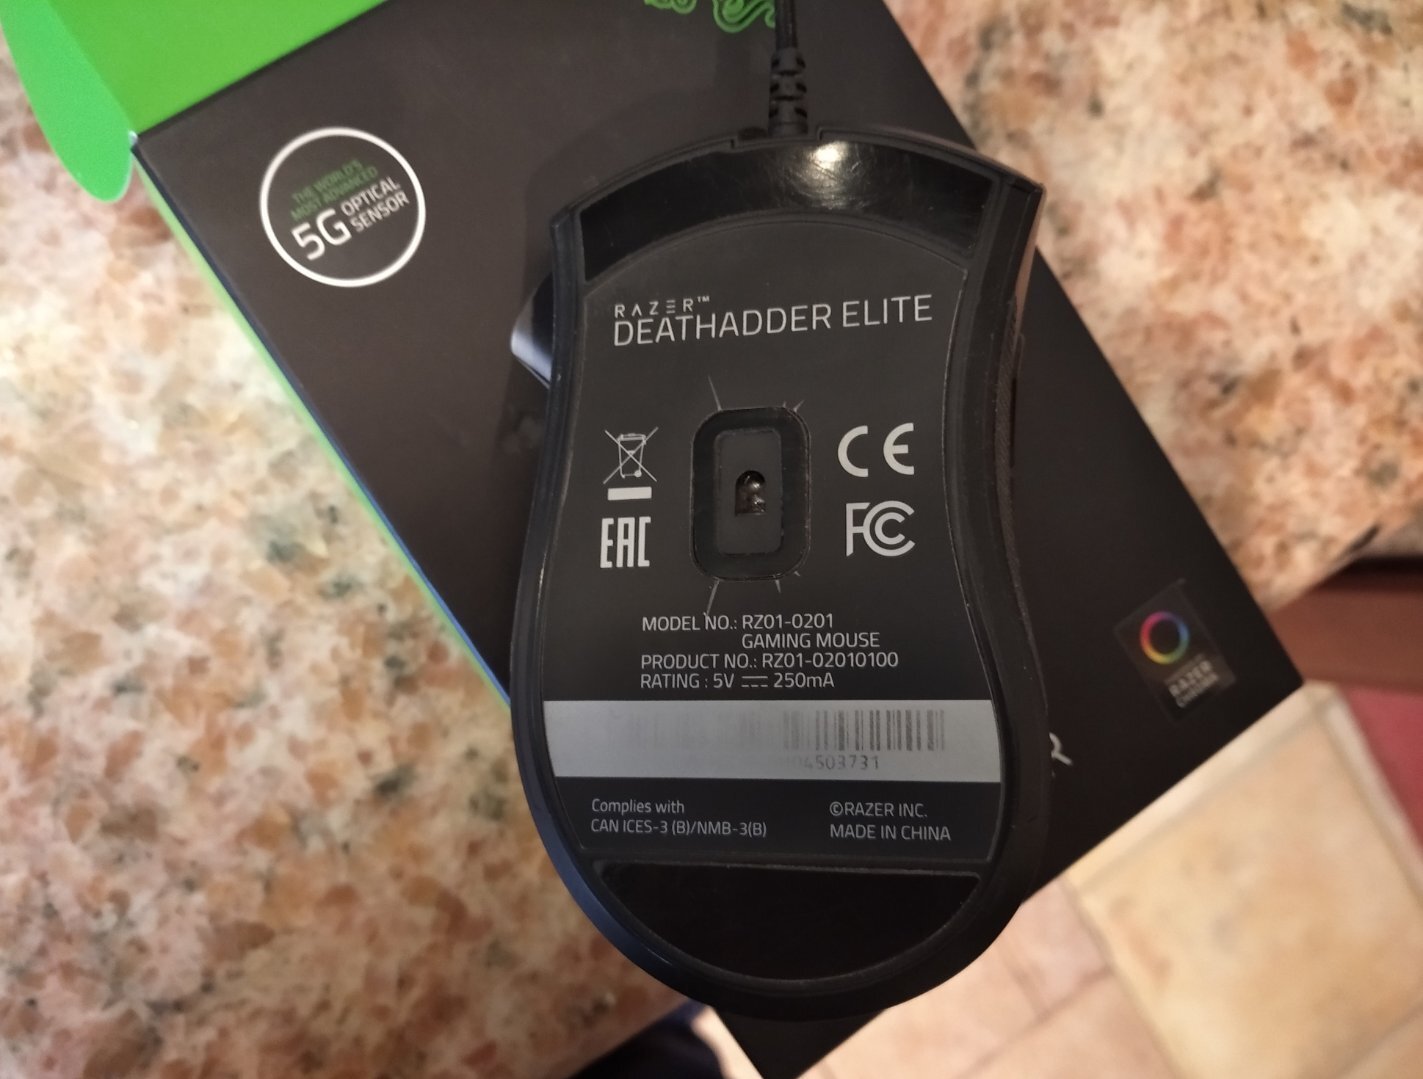 THE WORLD'S
MOST ADVANCED
5G OPTICAL
SENSOR
RAZER™
DEATHADDER ELITE
CE
EAC
FC
MODEL NO.: RZ01-0201
GAMING MOUSE
PRODUCT NO.: RZ01-02010100
RATING : 5V ⎓ 250mA
04503731
Complies with
CAN ICES-3 (B)/NMB-3(B)
©RAZER INC.
MADE IN CHINA
RAZER
CHROMA
R